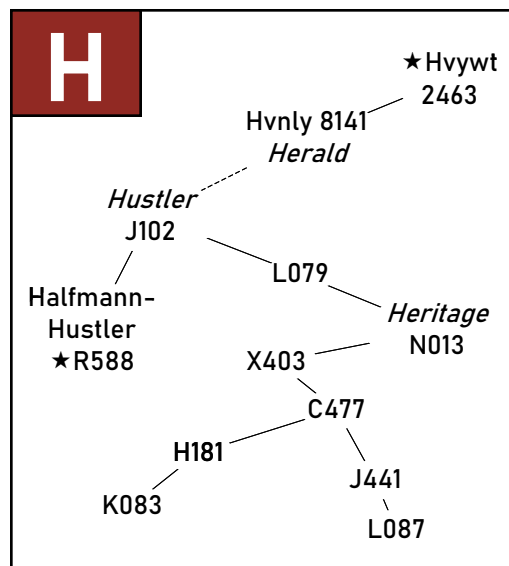 H
★Hvywt
2463
Hvnly 8141
Herald
Hustler
J102
L079
Halfmann-
Hustler
★R588
Heritage
N013
X403
C477
H181
J441
K083
L087